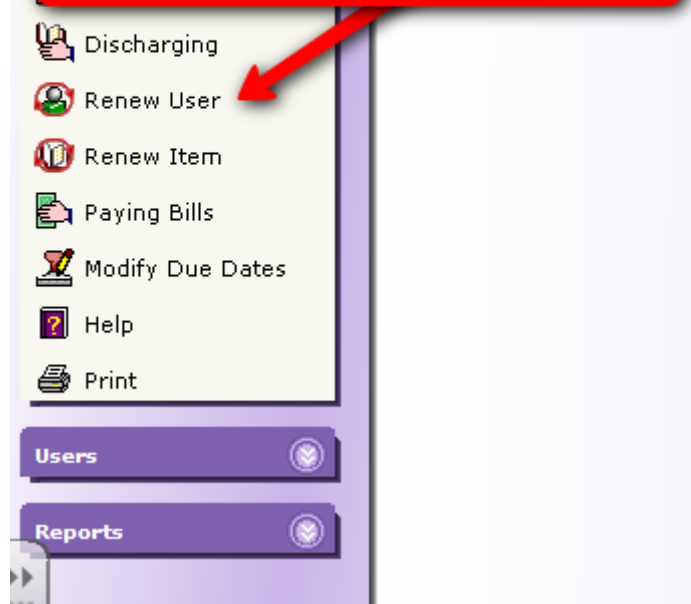 Discharging
Renew User
Renew Item
Paying Bills
Modify Due Dates
Help
Print
Users
Reports